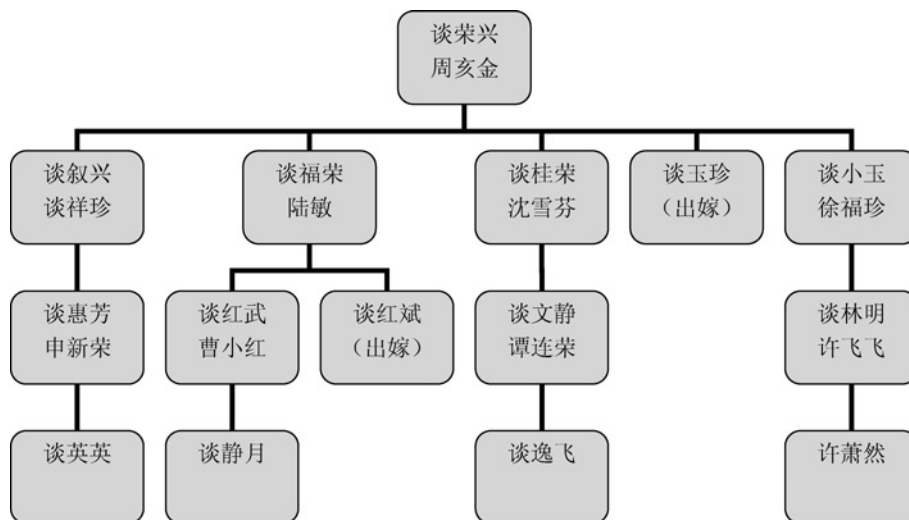 谈荣兴
周亥金
谈叙兴
谈祥珍
谈福荣
陆敏
谈桂荣
沈雪芬
谈玉珍
（出嫁）
谈小玉
徐福珍
谈惠芳
申新荣
谈红武
曹小红
谈红斌
（出嫁）
谈文静
谭连荣
谈林明
许飞飞
谈英英
谈静月
谈逸飞
许萧然